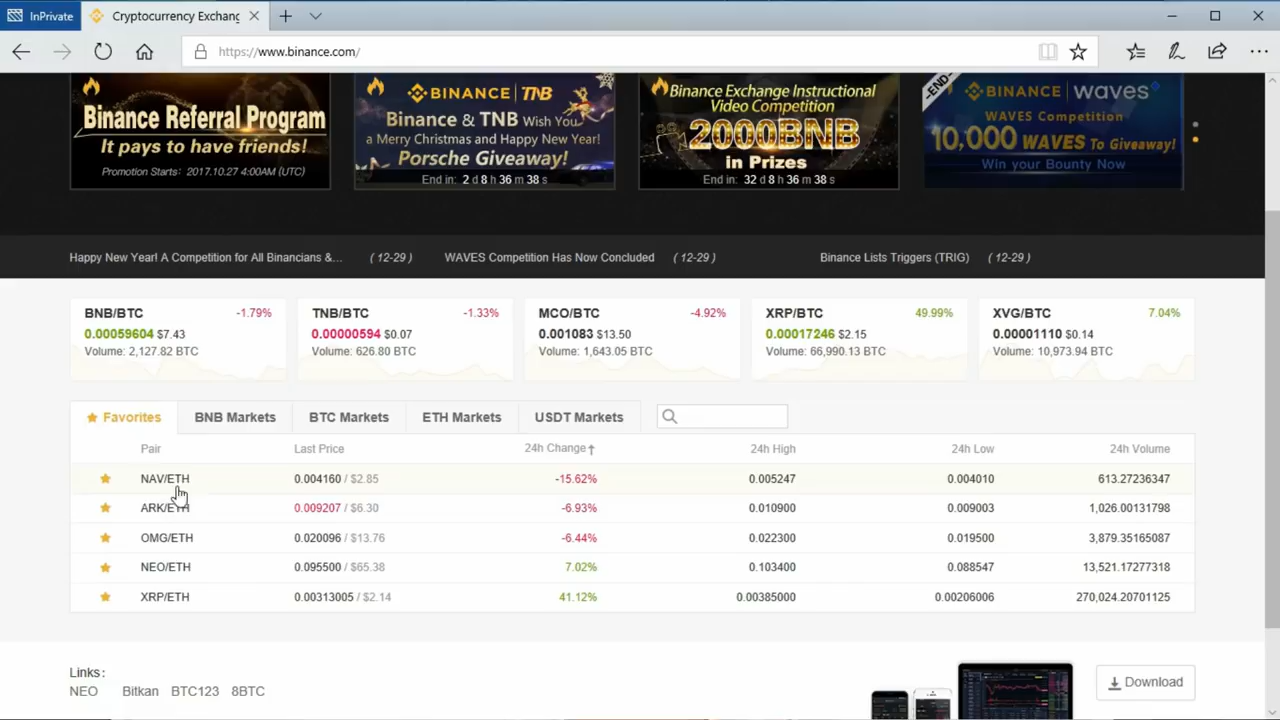 InPrivate
Cryptocurrency Exchang
https://www.binance.com/
Binance Referral Program
It pays to have friends!
Promotion Starts: 2017.10.27 4:00AM (UTC)
BINANCE | TNB
Binance & TNB Wish You
a Merry Christmas and Happy New Year!
Porsche Giveaway!
End in: 2 d 8 h 36 m 38 s
Binance Exchange Instructional
Video Competition
2000BNB
in Prizes
End in: 32 d 8 h 36 m 38 s
-END-
BINANCE | waves
WAVES Competition
10,000 WAVES To Giveaway!
Win your Bounty Now
Happy New Year! A Competition for All Binancians &... ( 12-29 ) WAVES Competition Has Now Concluded ( 12-29 ) Binance Lists Triggers (TRIG) ( 12-29 )
BNB/BTC -1.79%
0.00059604 $7.43
Volume: 2,127.82 BTC
TNB/BTC -1.33%
0.00000594 $0.07
Volume: 626.80 BTC
MCO/BTC -4.92%
0.001083 $13.50
Volume: 1,643.05 BTC
XRP/BTC 49.99%
0.00017246 $2.15
Volume: 66,990.13 BTC
XVG/BTC 7.04%
0.00001110 $0.14
Volume: 10,973.94 BTC
Favorites BNB Markets BTC Markets ETH Markets USDT Markets
Pair Last Price 24h Change 24h High 24h Low 24h Volume
NAV/ETH 0.004160 / $2.85 -15.62% 0.005247 0.004010 613.27236347
ARK/ETH 0.009207 / $6.30 -6.93% 0.010900 0.009003 1,026.00131798
OMG/ETH 0.020096 / $13.76 -6.44% 0.022300 0.019500 3,879.35165087
NEO/ETH 0.095500 / $65.38 7.02% 0.103400 0.088547 13,521.17277318
XRP/ETH 0.00313005 / $2.14 41.12% 0.00385000 0.00206006 270,024.20701125
Links:
NEO Bitkan BTC123 8BTC
Download